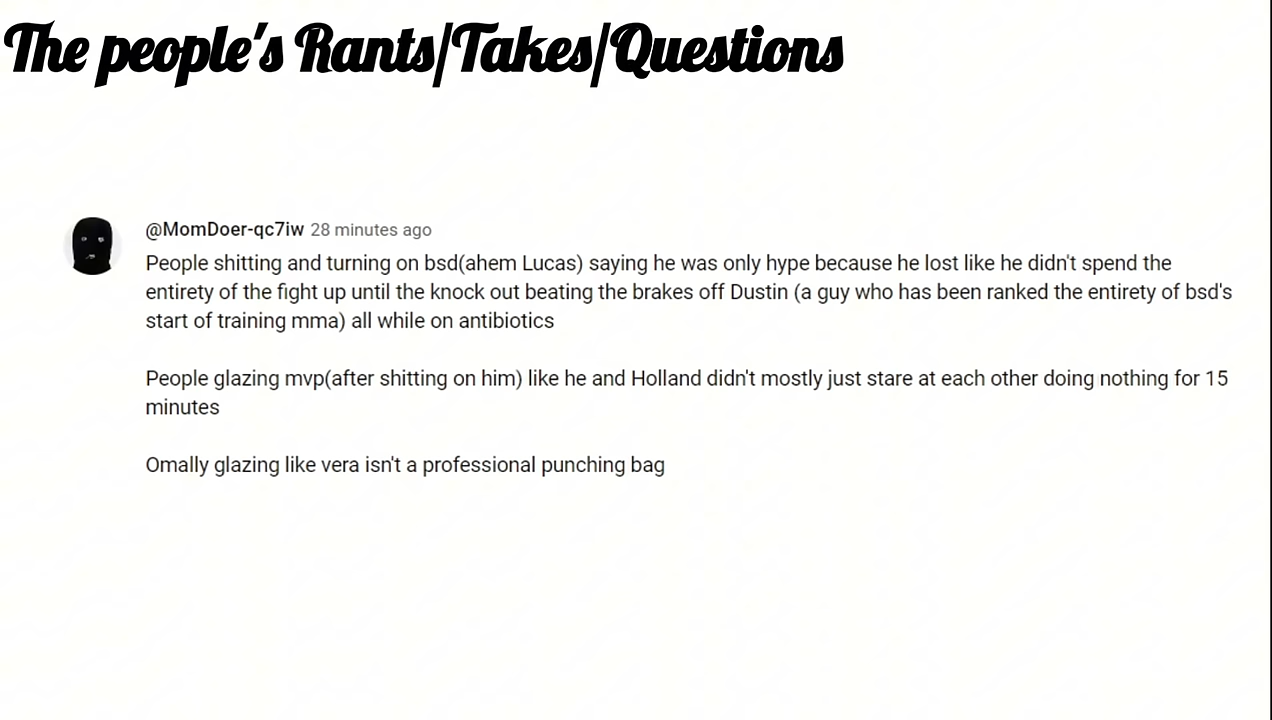 The people's Rants/Takes/Questions
@MomDoer-qc7iw 28 minutes ago
People shitting and turning on bsd(ahem Lucas) saying he was only hype because he lost like he didn't spend the
entirety of the fight up until the knock out beating the brakes off Dustin (a guy who has been ranked the entirety of bsd's
start of training mma) all while on antibiotics
People glazing mvp(after shitting on him) like he and Holland didn't mostly just stare at each other doing nothing for 15
minutes
Omally glazing like vera isn't a professional punching bag